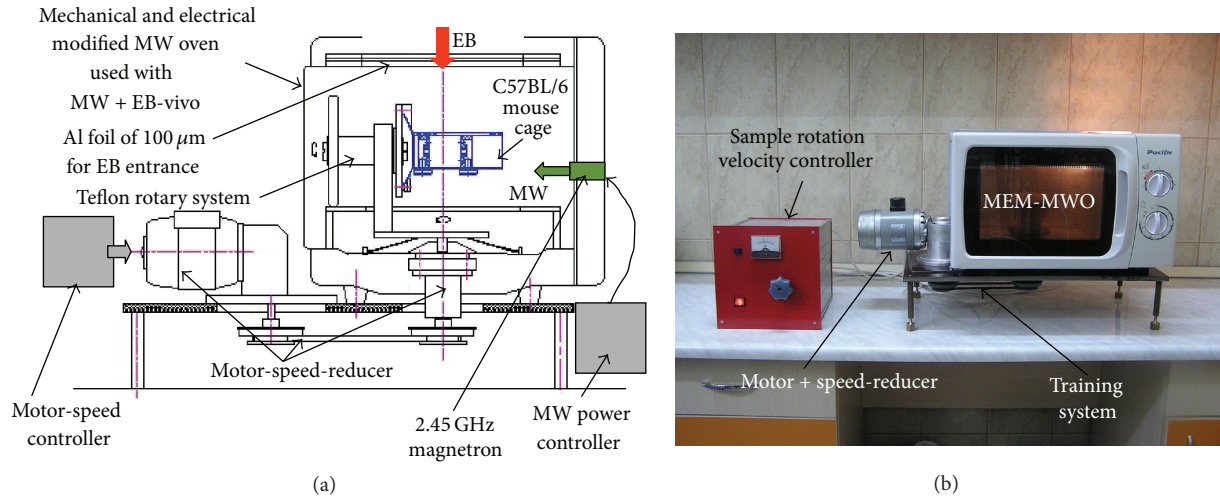 Mechanical and electrical
modified MW oven
used with
MW + EB-vivo
Al foil of 100 μm
for EB entrance
Teflon rotary system
EB
C57BL/6
mouse
cage
MW
Motor-speed-reducer
Motor-speed
controller
2.45 GHz
magnetron
MW power
controller
(a)
Sample rotation
velocity controller
Pacific
MEM-MWO
Motor + speed-reducer
Training
system
(b)